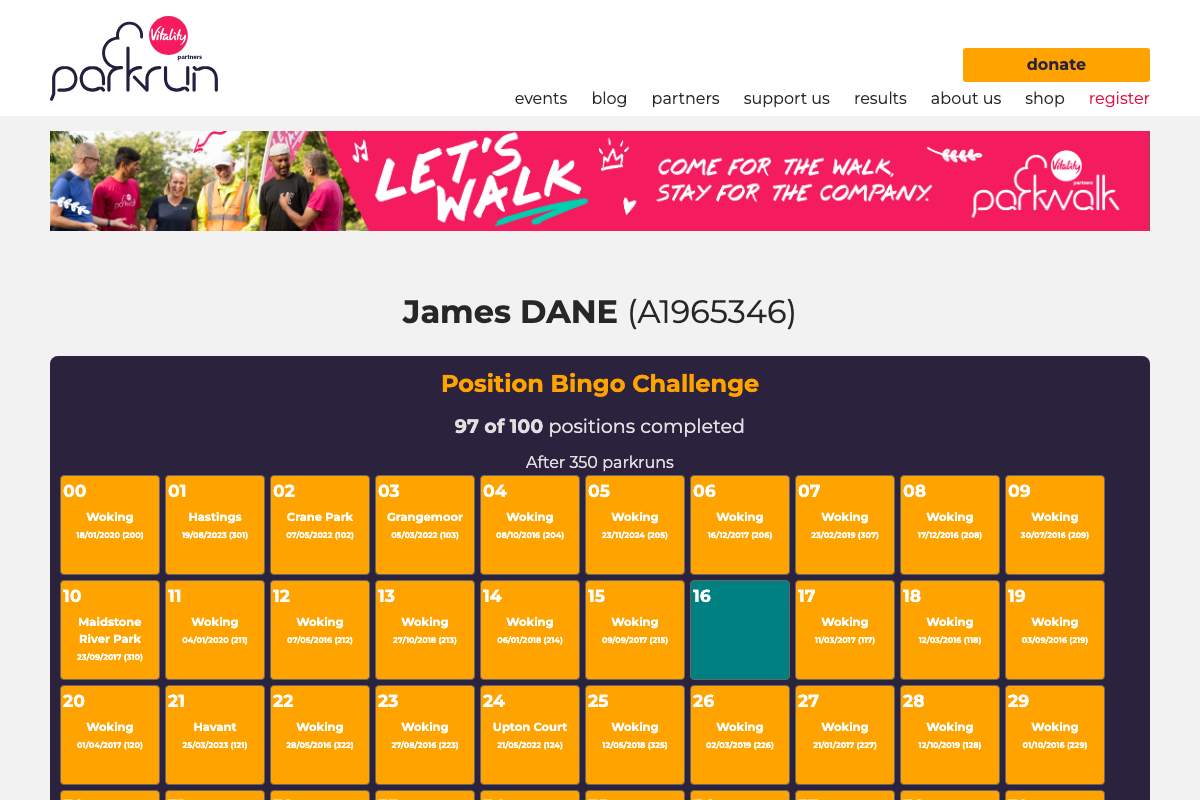 Vitality
partners
parkrun
donate
events blog partners support us results about us shop register
LET'S WALK
COME FOR THE WALK,
STAY FOR THE COMPANY.
Vitality
partners
parkwalk
James DANE (A1965346)
Position Bingo Challenge
97 of 100 positions completed
After 350 parkruns
00 01 02 03 04 05 06 07 08 09
Woking Hastings Crane Park Grangemoor Woking Woking Woking Woking Woking Woking
18/01/2020 (200) 19/08/2023 (301) 07/05/2022 (102) 05/03/2022 (103) 08/10/2016 (204) 23/11/2024 (205) 16/12/2017 (206) 23/02/2019 (307) 17/12/2016 (208) 30/07/2016 (209)
10 11 12 13 14 15 16 17 18 19
Maidstone River Park Woking Woking Woking Woking Woking Woking Woking Woking
23/09/2017 (310) 04/01/2020 (211) 07/05/2016 (212) 27/10/2018 (213) 06/01/2018 (214) 09/09/2017 (215) 11/03/2017 (117) 12/03/2016 (118) 03/09/2016 (219)
20 21 22 23 24 25 26 27 28 29
Woking Havant Woking Woking Upton Court Woking Woking Woking Woking Woking
01/04/2017 (120) 25/03/2023 (121) 28/05/2016 (322) 27/08/2016 (223) 21/05/2022 (124) 12/05/2018 (325) 02/03/2019 (226) 21/01/2017 (227) 12/10/2019 (128) 01/10/2016 (229)